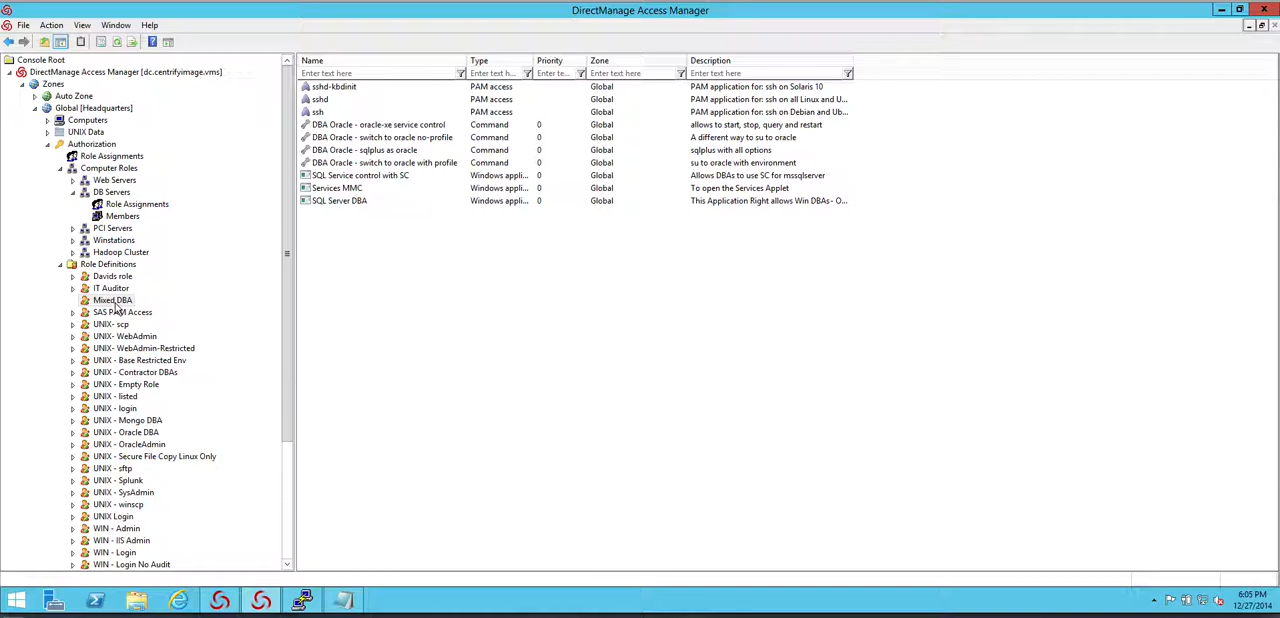 DirectManage Access Manager
File Action View Window Help
Console Root
DirectManage Access Manager [dc.centrifyimage.vms]
Zones
Auto Zone
Global [Headquarters]
Computers
UNIX Data
Authorization
Role Assignments
Computer Roles
Web Servers
DB Servers
Role Assignments
Members
PCI Servers
Winstations
Hadoop Cluster
Role Definitions
Davids role
IT Auditor
Mixed DBA
SAS PAM Access
UNIX- scp
UNIX- WebAdmin
UNIX- WebAdmin-Restricted
UNIX - Base Restricted Env
UNIX - Contractor DBAs
UNIX - Empty Role
UNIX - listed
UNIX - login
UNIX - Mongo DBA
UNIX - Oracle DBA
UNIX - OracleAdmin
UNIX - Secure File Copy Linux Only
UNIX - sftp
UNIX - Splunk
UNIX - SysAdmin
UNIX - winscp
UNIX Login
WIN - Admin
WIN - IIS Admin
WIN - Login
WIN - Login No Audit
Name Type Priority Zone Description
Enter text here Enter text h... Enter te... Enter text here Enter text here
sshd-kbdinit PAM access Global PAM application for: ssh on Solaris 10
sshd PAM access Global PAM application for: ssh on all Linux and U...
ssh PAM access Global PAM application for: ssh on Debian and Ub...
DBA Oracle - oracle-xe service control Command 0 Global allows to start, stop, query and restart
DBA Oracle - switch to oracle no-profile Command 0 Global A different way to su to oracle
DBA Oracle - sqlplus as oracle Command 0 Global sqlplus with all options
DBA Oracle - switch to oracle with profile Command 0 Global su to oracle with environment
SQL Service control with SC Windows appli... 0 Global Allows DBAs to use SC for mssqlserver
Services MMC Windows appli... 0 Global To open the Services Applet
SQL Server DBA Windows appli... 0 Global This Application Right allows Win DBAs- O...
6:05 PM
12/27/2014